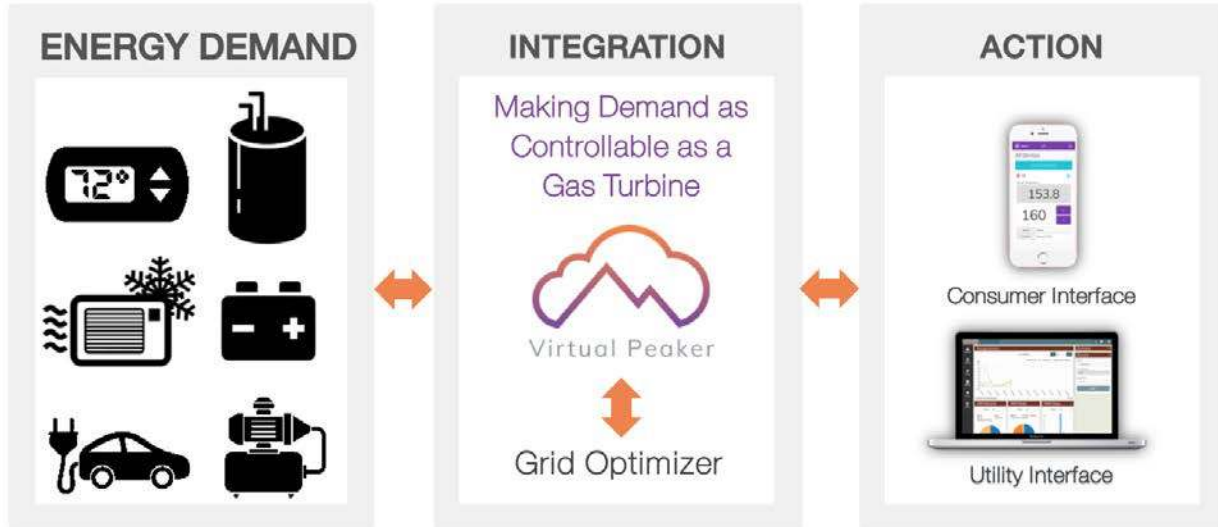 ENERGY DEMAND
72°
INTEGRATION
Making Demand as
Controllable as a
Gas Turbine
Virtual Peaker
Grid Optimizer
ACTION
153.8
160
Consumer Interface
Utility Interface